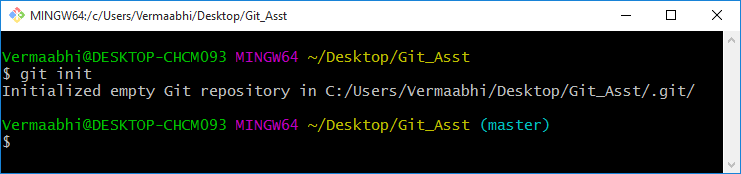 MINGW64:/c/Users/Vermaabhi/Desktop/Git_Asst
Vermaabhi@DESKTOP-CHCM093 MINGW64 ~/Desktop/Git_Asst
$ git init
Initialized empty Git repository in C:/Users/Vermaabhi/Desktop/Git_Asst/.git/
Vermaabhi@DESKTOP-CHCM093 MINGW64 ~/Desktop/Git_Asst (master)
$